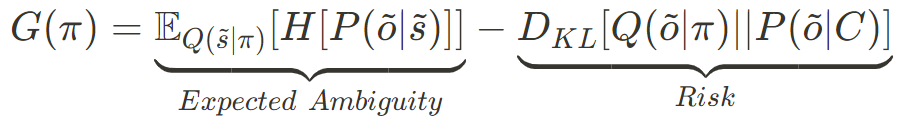 G(π) = 𝔼_{Q(s̃|π)}[H[P(õ|s̃)]] − D_{KL}[Q(õ|π)||P(õ|C)]
Expected Ambiguity
Risk